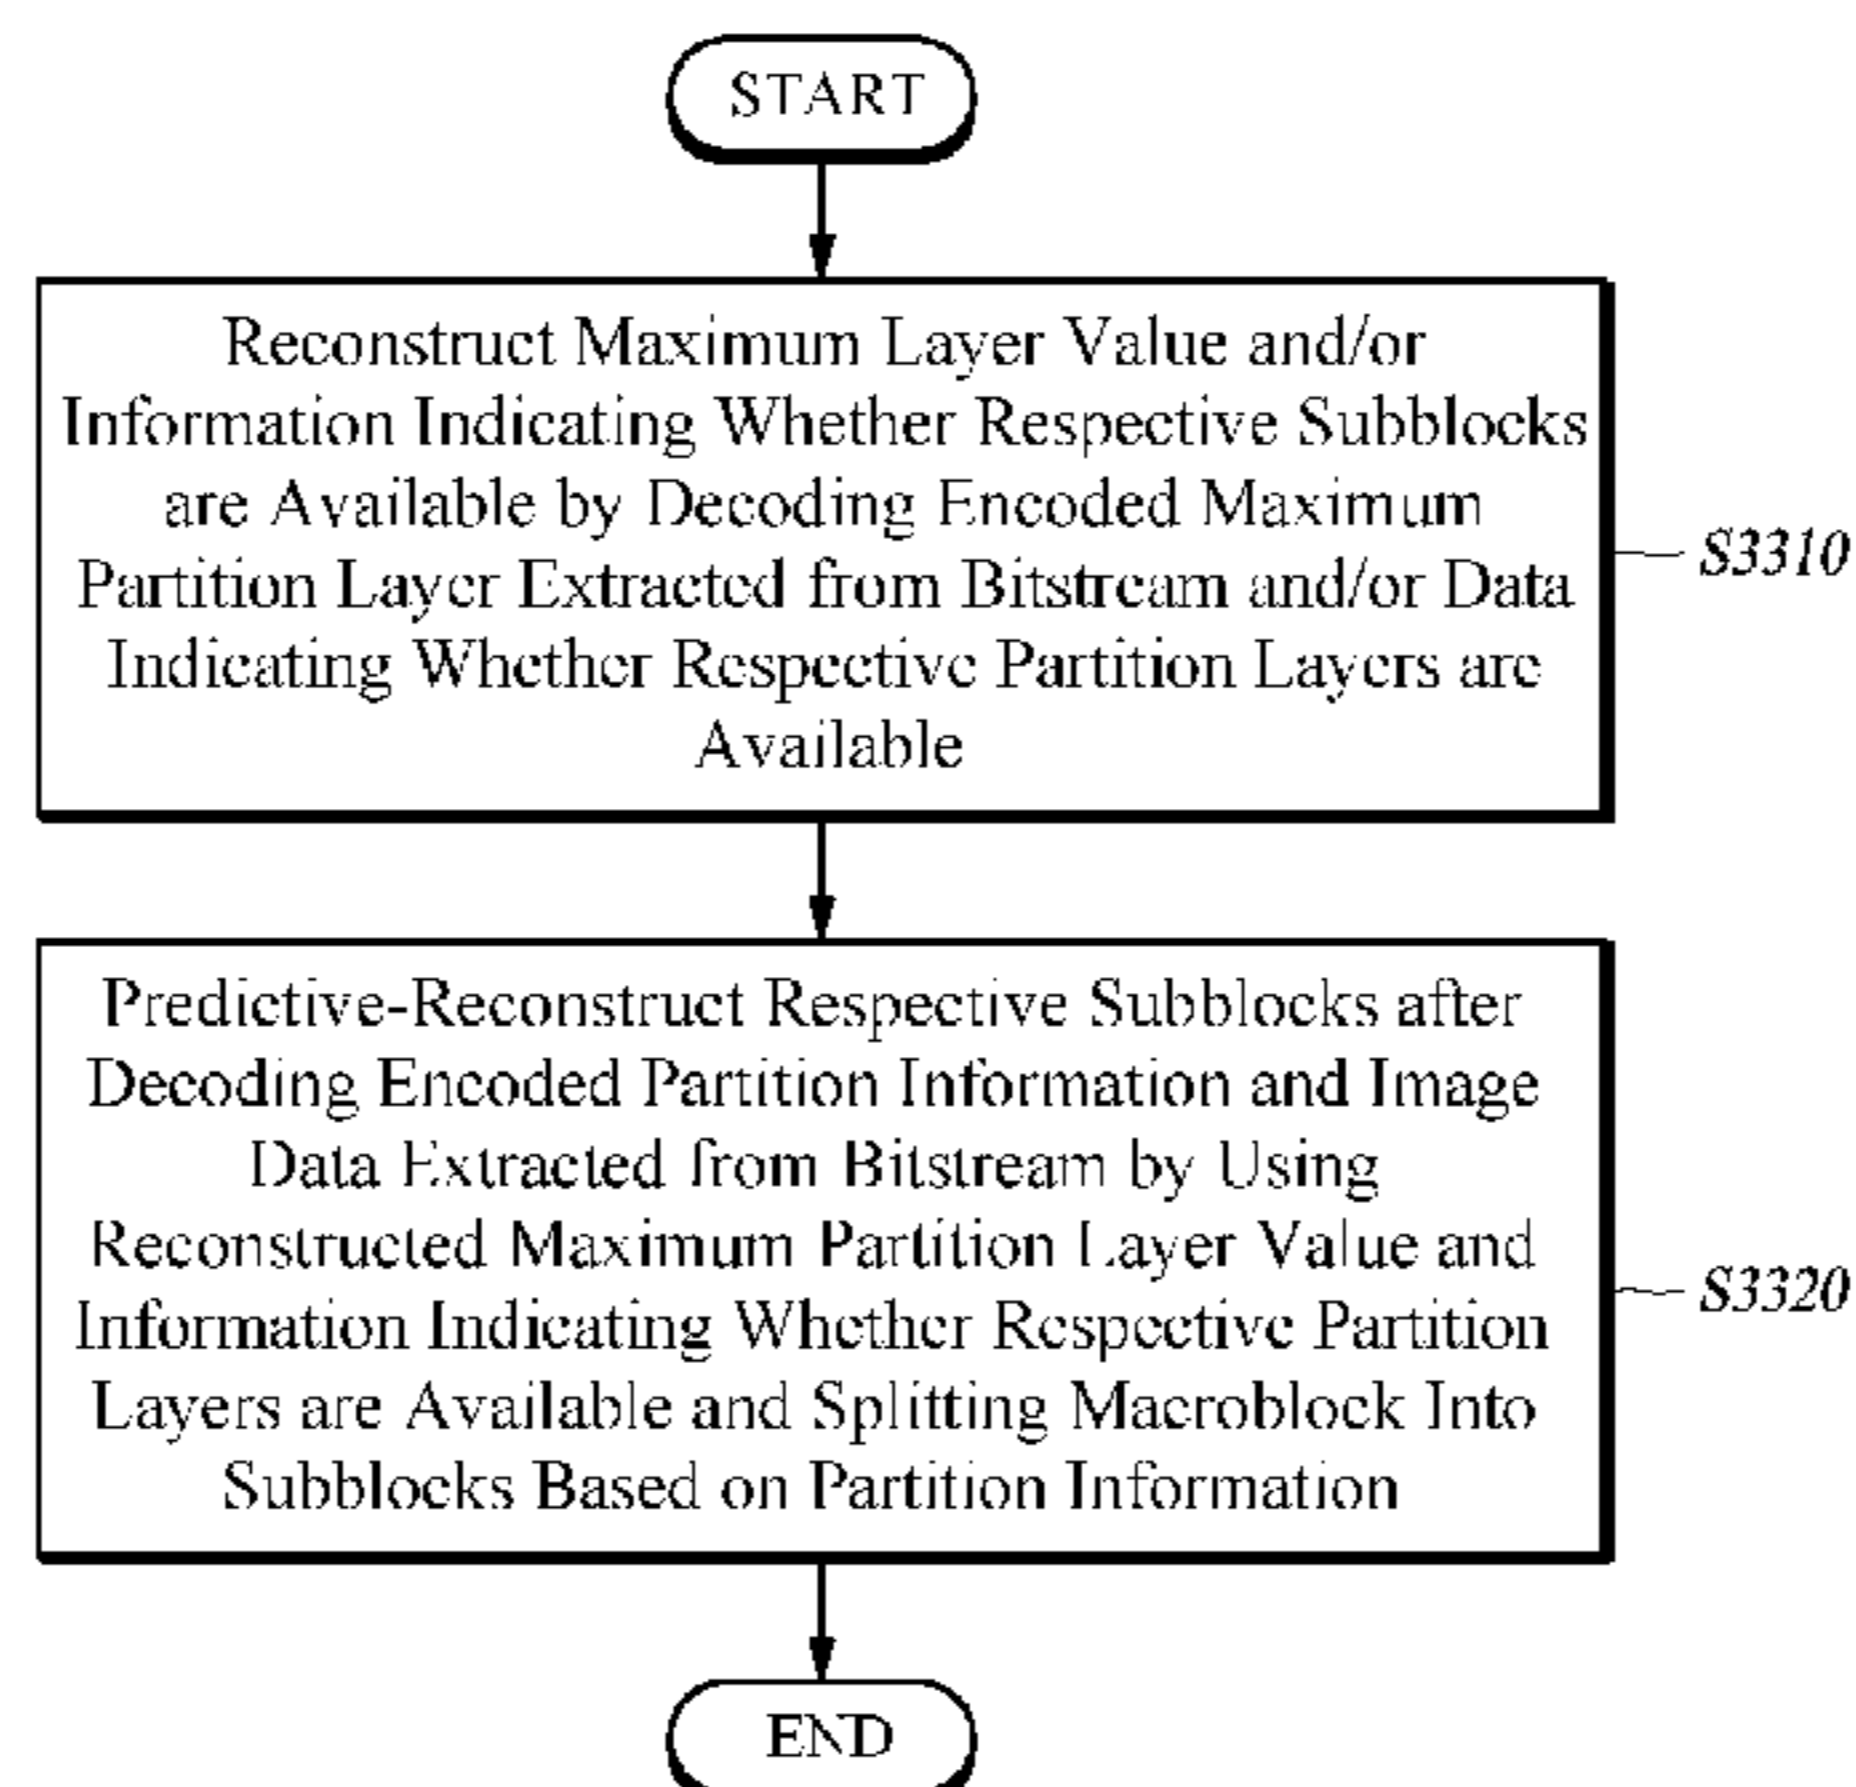 START
Reconstruct Maximum Layer Value and/or
Information Indicating Whether Respective Subblocks
are Available by Decoding Encoded Maximum
Partition Layer Extracted from Bitstream and/or Data
Indicating Whether Respective Partition Layers are
Available
S3310
Predictive-Reconstruct Respective Subblocks after
Decoding Encoded Partition Information and Image
Data Extracted from Bitstream by Using
Reconstructed Maximum Partition Layer Value and
Information Indicating Whether Respective Partition
Layers are Available and Splitting Macroblock Into
Subblocks Based on Partition Information
S3320
END